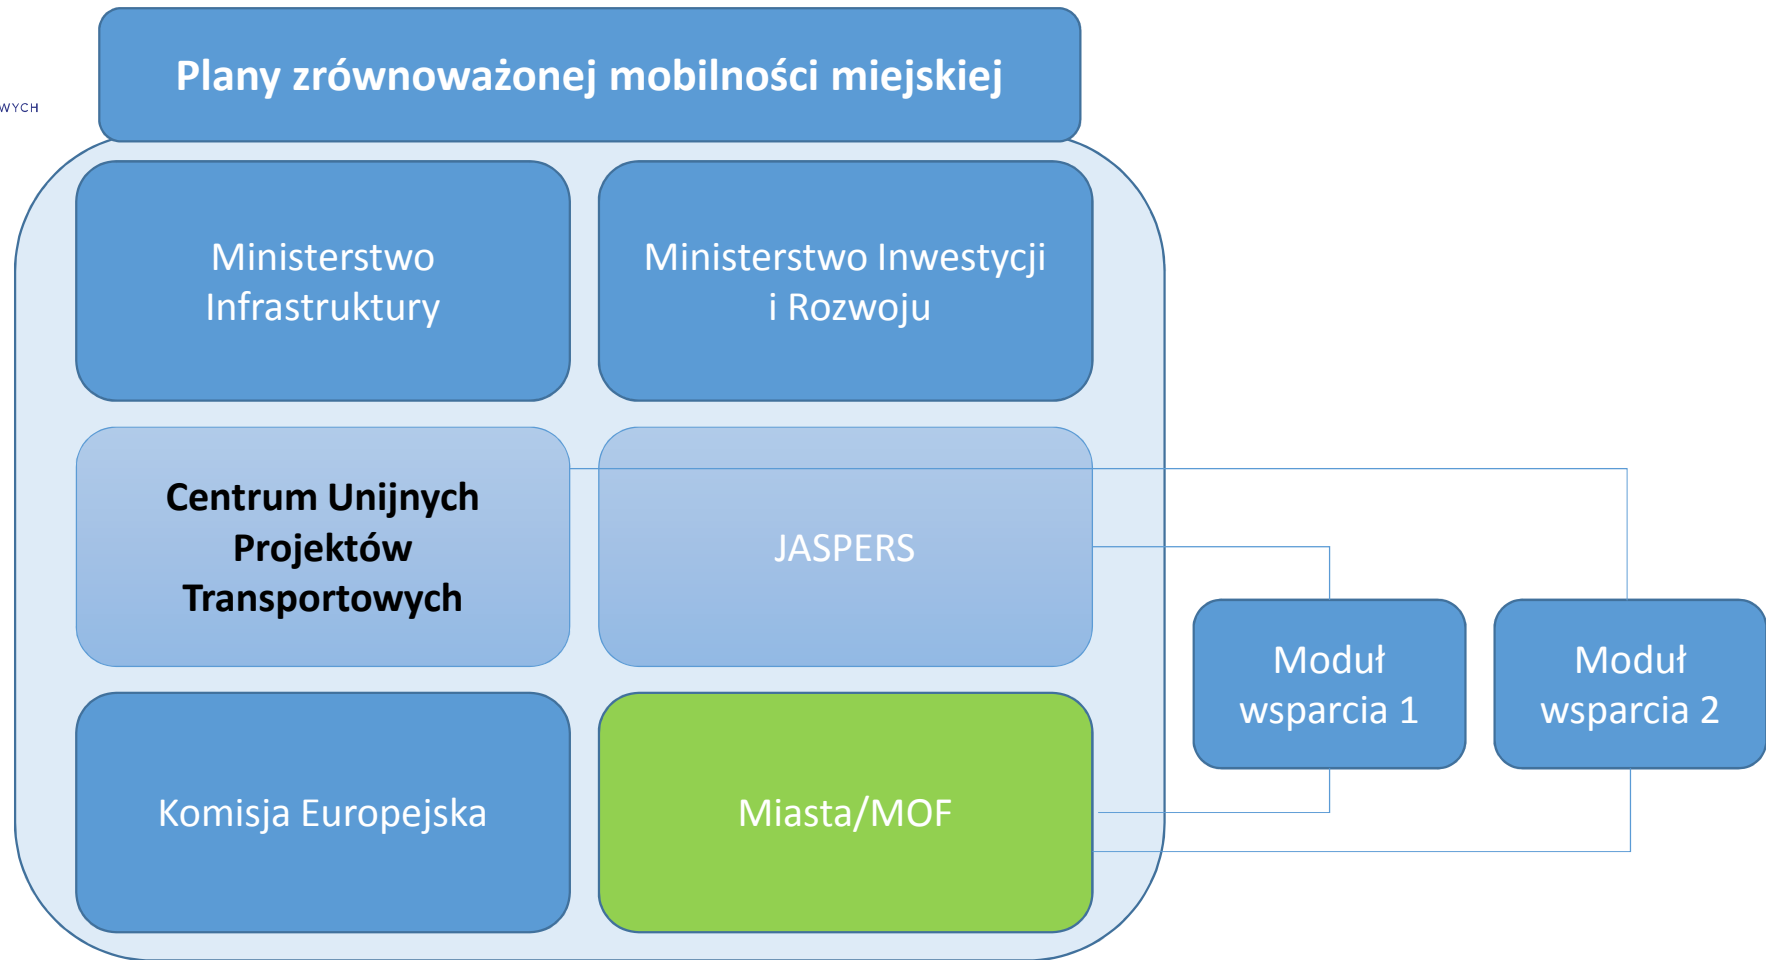 Plany zrównoważonej mobilności miejskiej
WYCH
Ministerstwo
Infrastruktury
Ministerstwo Inwestycji
i Rozwoju
Centrum Unijnych
Projektów
Transportowych
JASPERS
Moduł
wsparcia 1
Moduł
wsparcia 2
Komisja Europejska
Miasta/MOF